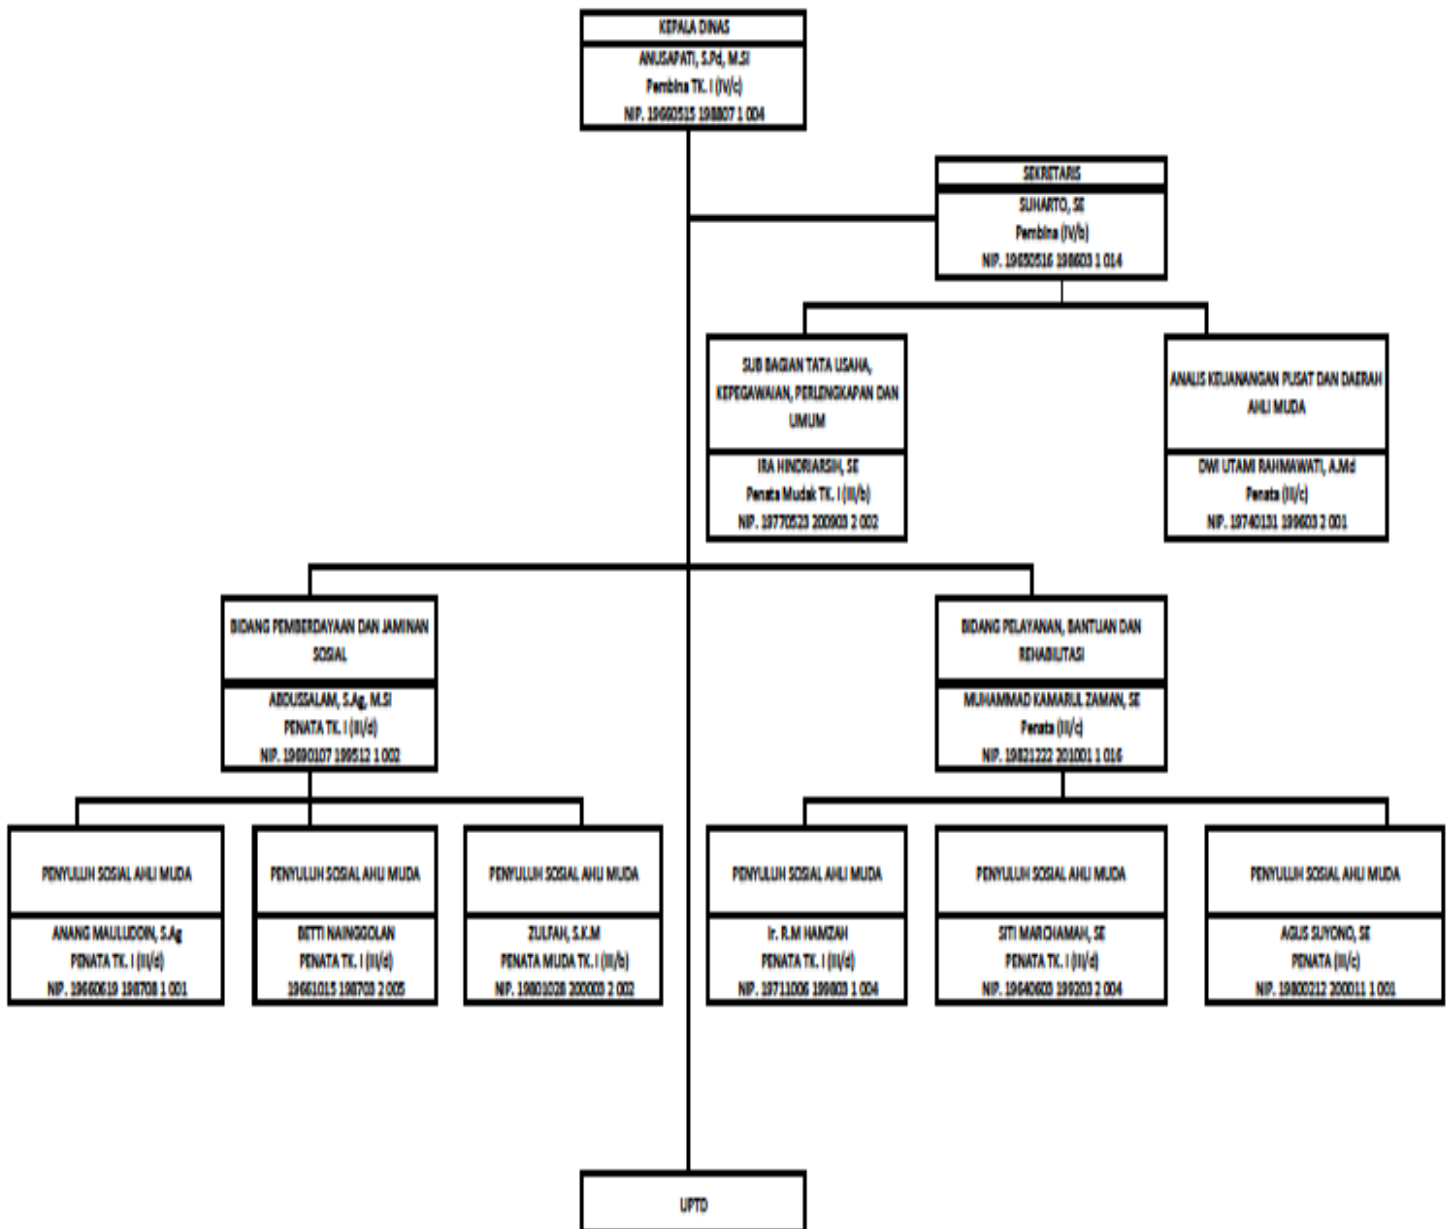 KEPALA DINAS
ANUSAPATI, S.Pd, M.SI
Pembina TK. I (IV/c)
NIP. 19660515 198807 1 004
SEKRETARIS
SUHARTO, SE
Pembina (IV/b)
NIP. 19650516 198603 1 014
SUB BAGIAN TATA USAHA,
KEPEGAWAIAN, PERLENGKAPAN DAN
UMUM
IRA HINDRIARSIH, SE
Penata Mudak TK. I (III/b)
NIP. 19770523 200903 2 002
ANALIS KEUANANGAN PUSAT DAN DAERAH
AHLI MUDA
DWI UTAMI RAHMAWATI, A.Md
Penata (III/c)
NIP. 19740131 199603 2 001
BIDANG PEMBERDAYAAN DAN JAMINAN
SOSIAL
ABDUSSALAM, S.Ag, M.SI
PENATA TK. I (III/d)
NIP. 19690107 199512 1 002
BIDANG PELAYANAN, BANTUAN DAN
REHABILITASI
MUHAMMAD KAMARUL ZAMAN, SE
Penata (III/c)
NIP. 19821222 201001 1 016
PENYULUH SOSIAL AHLI MUDA
ANANG MAULUDDIN, S.Ag
PENATA TK. I (III/d)
NIP. 19660619 198708 1 001
PENYULUH SOSIAL AHLI MUDA
BETTI NAINGGOLAN
PENATA TK. I (III/d)
19661015 198703 2 005
PENYULUH SOSIAL AHLI MUDA
ZULFAH, S.K.M
PENATA MUDA TK. I (III/b)
NIP. 19801028 200003 2 002
PENYULUH SOSIAL AHLI MUDA
Ir. R.M HAMZAH
PENATA TK. I (III/d)
NIP. 19711006 199803 1 004
PENYULUH SOSIAL AHLI MUDA
SITI MARCHAMAH, SE
PENATA TK. I (III/d)
NIP. 19640603 199203 2 004
PENYULUH SOSIAL AHLI MUDA
AGUS SUYONO, SE
PENATA (III/c)
NIP. 19800212 200011 1 001
UPTD